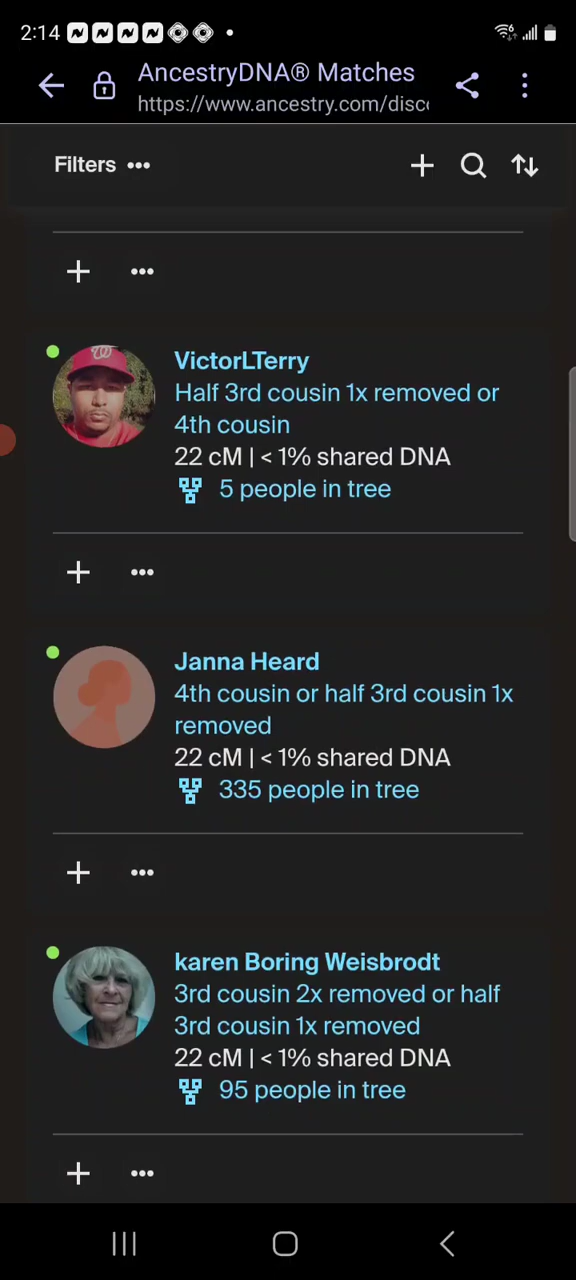 2:14
AncestryDNA® Matches
https://www.ancestry.com/disc
Filters •••
VictorLTerry
Half 3rd cousin 1x removed or
4th cousin
22 cM | < 1% shared DNA
5 people in tree
Janna Heard
4th cousin or half 3rd cousin 1x
removed
22 cM | < 1% shared DNA
335 people in tree
karen Boring Weisbrodt
3rd cousin 2x removed or half
3rd cousin 1x removed
22 cM | < 1% shared DNA
95 people in tree